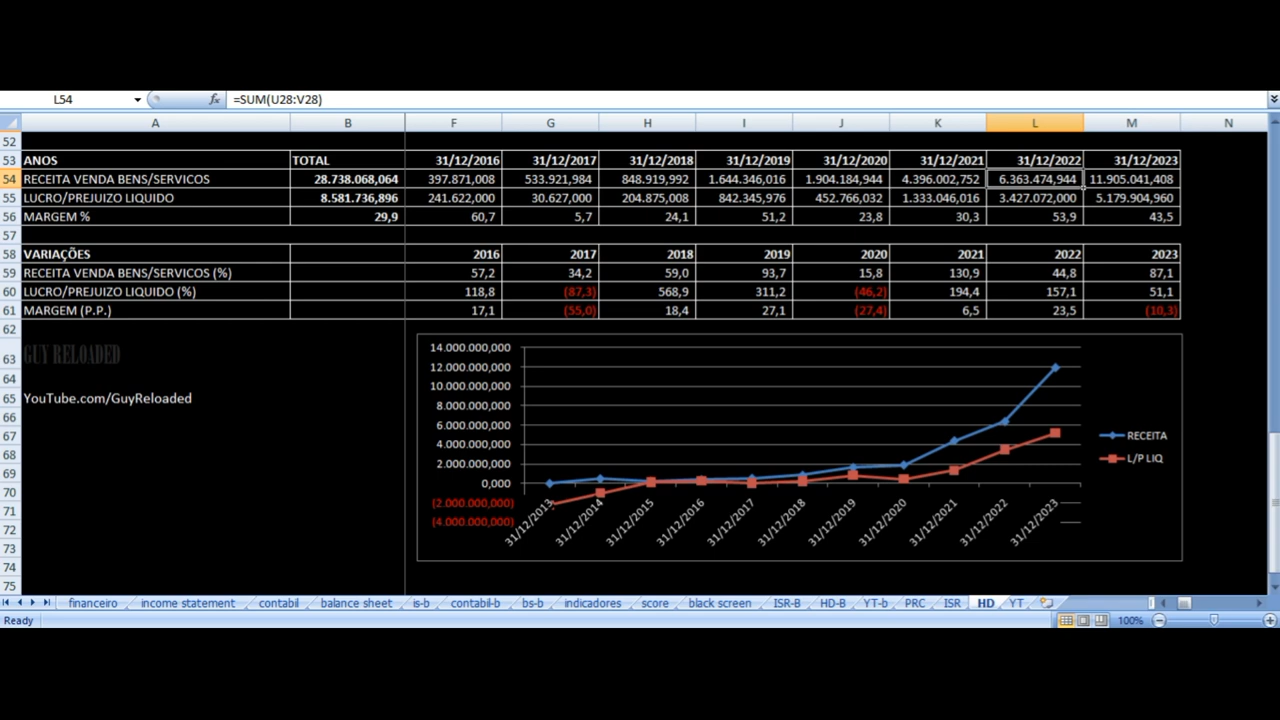 L54 fx =SUM(U28:V28)
A B F G H I J K L M N
52
53 ANOS TOTAL 31/12/2016 31/12/2017 31/12/2018 31/12/2019 31/12/2020 31/12/2021 31/12/2022 31/12/2023
54 RECEITA VENDA BENS/SERVICOS 28.738.068,064 397.871,008 533.921,984 848.919,992 1.644.346,016 1.904.184,944 4.396.002,752 6.363.474,944 11.905.041,408
55 LUCRO/PREJUIZO LIQUIDO 8.581.736,896 241.622,000 30.627,000 204.875,008 842.345,976 452.766,032 1.333.046,016 3.427.072,000 5.179.904,960
56 MARGEM % 29,9 60,7 5,7 24,1 51,2 23,8 30,3 53,9 43,5
57
58 VARIAÇÕES 2016 2017 2018 2019 2020 2021 2022 2023
59 RECEITA VENDA BENS/SERVICOS (%) 57,2 34,2 59,0 93,7 15,8 130,9 44,8 87,1
60 LUCRO/PREJUIZO LIQUIDO (%) 118,8 (87,3) 568,9 311,2 (46,2) 194,4 157,1 51,1
61 MARGEM (P.P.) 17,1 (55,0) 18,4 27,1 (27,4) 6,5 23,5 (10,3)
62
63 GUY RELOADED
64
65 YouTube.com/GuyReloaded
66
67
68
69
70
71
72
73
74
75
14.000.000,000
12.000.000,000
10.000.000,000
8.000.000,000
6.000.000,000
4.000.000,000
2.000.000,000
0,000
(2.000.000,000)
(4.000.000,000)
31/12/2013 31/12/2014 31/12/2015 31/12/2016 31/12/2017 31/12/2018 31/12/2019 31/12/2020 31/12/2021 31/12/2022 31/12/2023
RECEITA
L/P LIQ
financeiro income statement contabil balance sheet is-b contabil-b bs-b indicadores score black screen ISR-B HD-B YT-b PRC ISR HD YT
Ready 100%